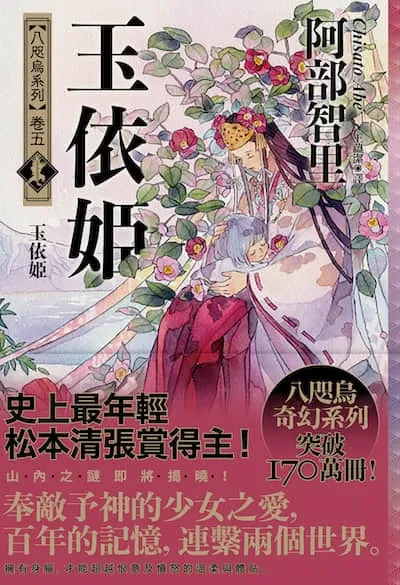 【八咫烏系列】卷五
玉依姬
玉依姬
阿部智里
Chisato Abe
史上最年輕
松本清張賞得主!
山·內·之·謎·即·將·揭·曉·!
奉敵予神的少女之愛,
百年的記憶, 連繫兩個世界。
八咫烏
奇幻系列
突破
170萬冊!